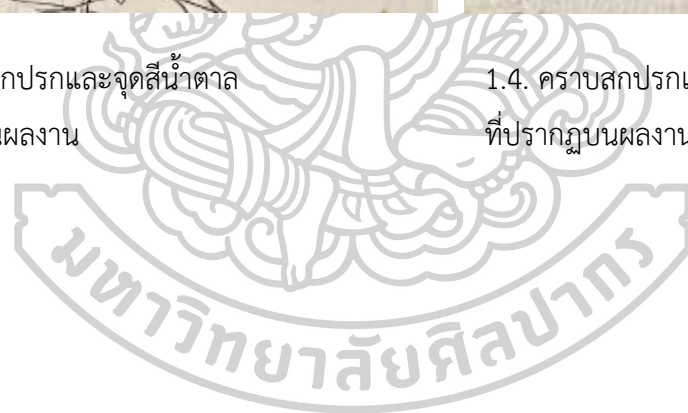 กปรกและจุดสีน้ำตาล
ผลงาน
1.4. คราบสกปรก
ที่ปรากฏบนผลงาน
มหาวิทยาลัยศิลปากร